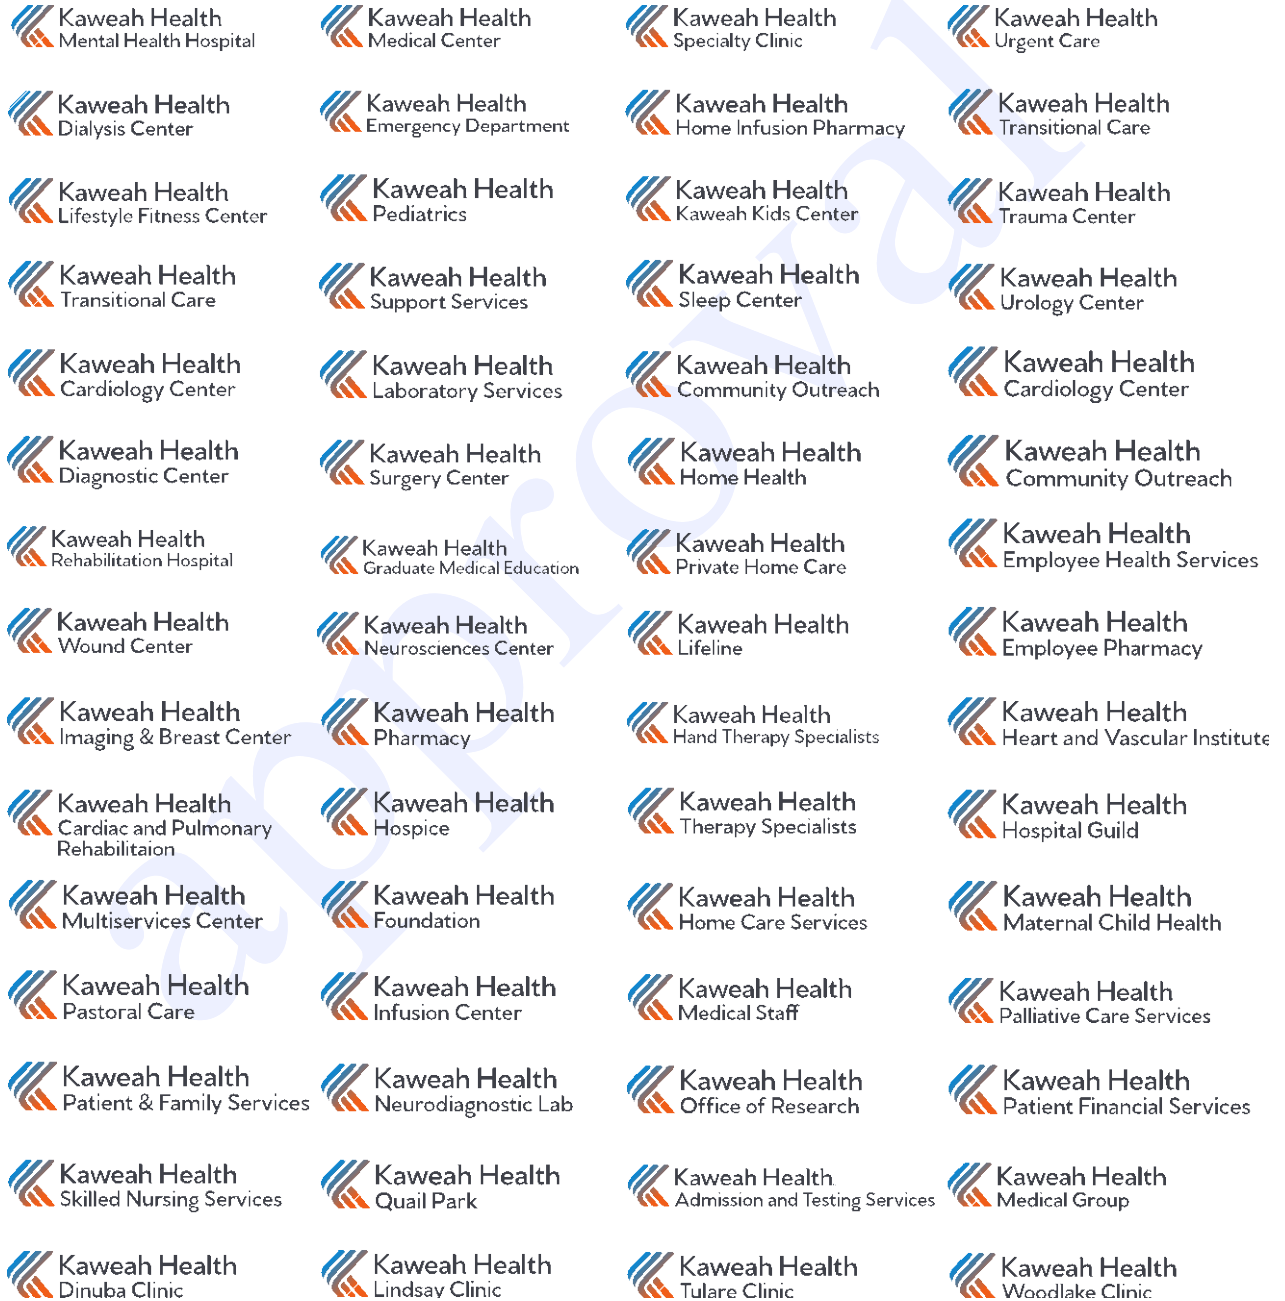 Kaweah Health
Mental Health Hospital
Kaweah Health
Medical Center
Kaweah Health
Specialty Clinic
Kaweah Health
Urgent Care
Kaweah Health
Dialysis Center
Kaweah Health
Emergency Department
Kaweah Health
Home Infusion Pharmacy
Kaweah Health
Transitional Care
Kaweah Health
Lifestyle Fitness Center
Kaweah Health
Pediatrics
Kaweah Health
Kaweah Kids Center
Kaweah Health
Trauma Center
Kaweah Health
Transitional Care
Kaweah Health
Support Services
Kaweah Health
Sleep Center
Kaweah Health
Urology Center
Kaweah Health
Cardiology Center
Kaweah Health
Laboratory Services
Kaweah Health
Community Outreach
Kaweah Health
Cardiology Center
Kaweah Health
Diagnostic Center
Kaweah Health
Surgery Center
Kaweah Health
Home Health
Kaweah Health
Community Outreach
Kaweah Health
Rehabilitation Hospital
Kaweah Health
Graduate Medical Education
Kaweah Health
Private Home Care
Kaweah Health
Employee Health Services
Kaweah Health
Wound Center
Kaweah Health
Neurosciences Center
Kaweah Health
Lifeline
Kaweah Health
Employee Pharmacy
Kaweah Health
Imaging & Breast Center
Kaweah Health
Pharmacy
Kaweah Health
Hand Therapy Specialists
Kaweah Health
Heart and Vascular Institute
Kaweah Health
Cardiac and Pulmonary
Rehabilitaion
Kaweah Health
Hospice
Kaweah Health
Therapy Specialists
Kaweah Health
Hospital Guild
Kaweah Health
Multiservices Center
Kaweah Health
Foundation
Kaweah Health
Home Care Services
Kaweah Health
Maternal Child Health
Kaweah Health
Pastoral Care
Kaweah Health
Infusion Center
Kaweah Health
Medical Staff
Kaweah Health
Palliative Care Services
Kaweah Health
Patient & Family Services
Kaweah Health
Neurodiagnostic Lab
Kaweah Health
Office of Research
Kaweah Health
Patient Financial Services
Kaweah Health
Skilled Nursing Services
Kaweah Health
Quail Park
Kaweah Health.
Admission and Testing Services
Kaweah Health
Medical Group
Kaweah Health
Dinuba Clinic
Kaweah Health
Lindsay Clinic
Kaweah Health
Tulare Clinic
Kaweah Health
Woodlake Clinic
approval